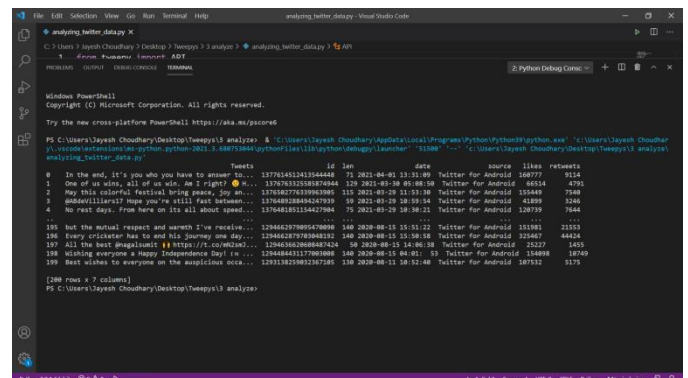 File Edit Selection View Go Run Terminal Help
analyzing_twitter_data.py - Visual Studio Code
analyzing_twitter_data.py ×
C: > Users > Jayesh Choudhary > Desktop > Tweepys > 3 analyze > analyzing_twitter_data.py > API
1 from tweepy import API
PROBLEMS OUTPUT DEBUG CONSOLE TERMINAL
2: Python Debug Consc
Windows PowerShell
Copyright (C) Microsoft Corporation. All rights reserved.
Try the new cross-platform PowerShell https://aka.ms/pscore6
PS C:\Users\Jayesh Choudhary\Desktop\Tweepys\3 analyze> & 'C:\Users\Jayesh Choudhary\AppData\Local\Programs\Python\Python39\python.exe' 'c:\Users\Jayesh Choudhar
y\.vscode\extensions\ms-python.python-2021.3.680753044\pythonFiles\lib\python\debugpy\launcher' '51500' '--' 'c:\Users\Jayesh Choudhary\Desktop\Tweepys\3 analyze\
analyzing_twitter_data.py'
Tweets id len date source likes retweets
0 In the end, it's you who you have to answer to... 1377614512413544448 71 2021-04-01 13:31:09 Twitter for Android 160777 9114
1 One of us wins, all of us win. Am I right? 😉 H... 1376763325585874944 129 2021-03-30 05:08:50 Twitter for Android 66514 4791
2 May this colorful festival bring peace, joy an... 1376502776339963905 115 2021-03-29 11:53:30 Twitter for Android 155449 7540
3 @ABdeVilliers17 Hope you're still fast between... 1376489288494247939 59 2021-03-29 10:59:54 Twitter for Android 41899 3246
4 No rest days. From here on its all about speed... 1376481851154427904 75 2021-03-29 10:30:21 Twitter for Android 120739 7644
.. ... ... ... ... ... ... ...
195 but the mutual respect and warmth I've receive... 1294662979095470090 140 2020-08-15 15:51:11 Twitter for Android 151981 21553
196 Every cricketer has to end his journey one day... 1294662879703048192 140 2020-08-15 15:50:58 Twitter for Android 325467 44424
197 All the best @nagalsumit https://t.co/mN2smJ... 1294636620608487424 50 2020-08-15 14:06:38 Twitter for Android 25227 1455
198 Wishing everyone a Happy Independence Day! 🇮🇳 ... 1294484431177003008 140 2020-08-15 04:01: 53 Twitter for Android 154098 10749
199 Best wishes to everyone on the auspicious occa... 1293138259032367105 130 2020-08-11 10:52:40 Twitter for Android 107532 5175
[200 rows x 7 columns]
PS C:\Users\Jayesh Choudhary\Desktop\Tweepys\3 analyze>